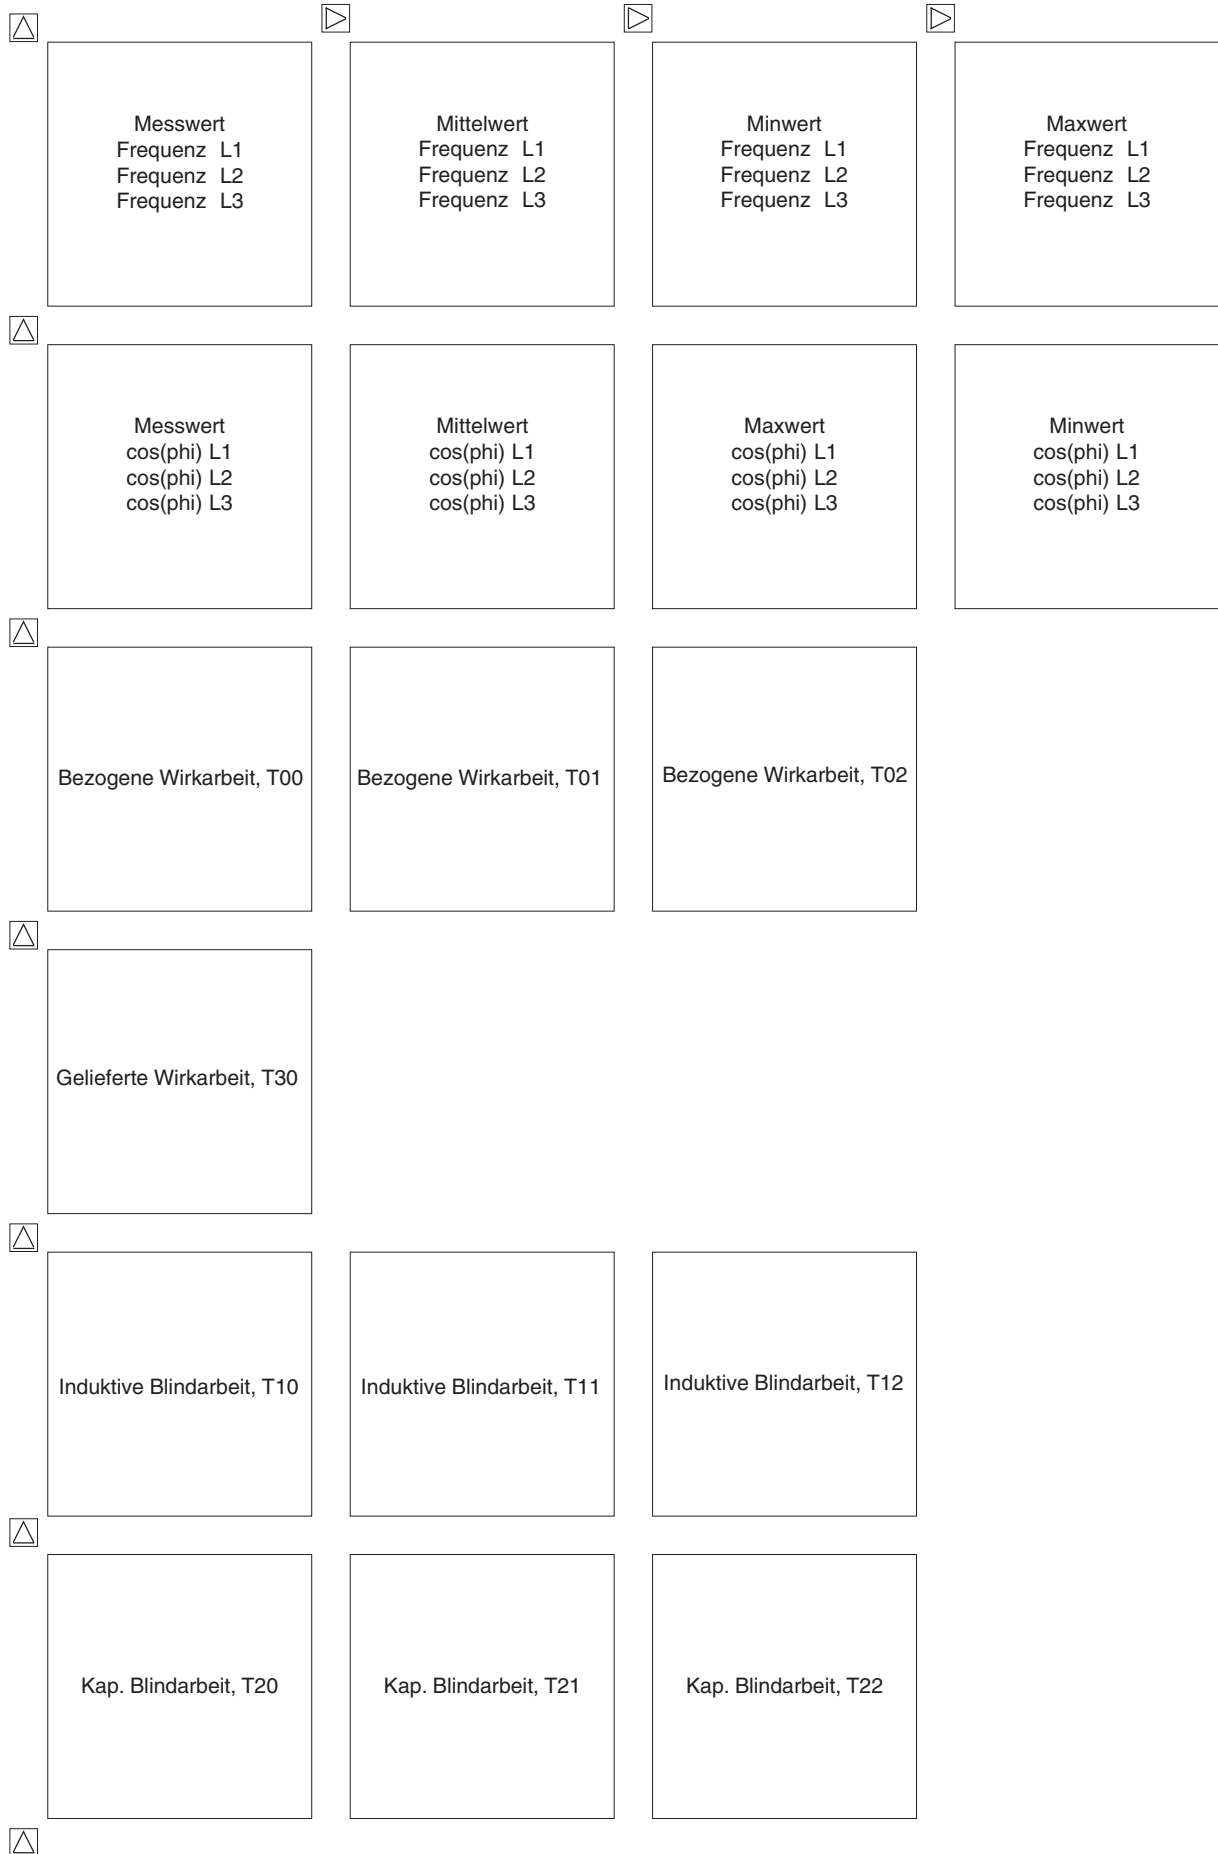 Messwert
Frequenz L1
Frequenz L2
Frequenz L3
Mittelwert
Frequenz L1
Frequenz L2
Frequenz L3
Minwert
Frequenz L1
Frequenz L2
Frequenz L3
Maxwert
Frequenz L1
Frequenz L2
Frequenz L3
Messwert
cos(phi) L1
cos(phi) L2
cos(phi) L3
Mittelwert
cos(phi) L1
cos(phi) L2
cos(phi) L3
Maxwert
cos(phi) L1
cos(phi) L2
cos(phi) L3
Minwert
cos(phi) L1
cos(phi) L2
cos(phi) L3
Bezogene Wirkarbeit, T00
Bezogene Wirkarbeit, T01
Bezogene Wirkarbeit, T02
Gelieferte Wirkarbeit, T30
Induktive Blindarbeit, T10
Induktive Blindarbeit, T11
Induktive Blindarbeit, T12
Kap. Blindarbeit, T20
Kap. Blindarbeit, T21
Kap. Blindarbeit, T22